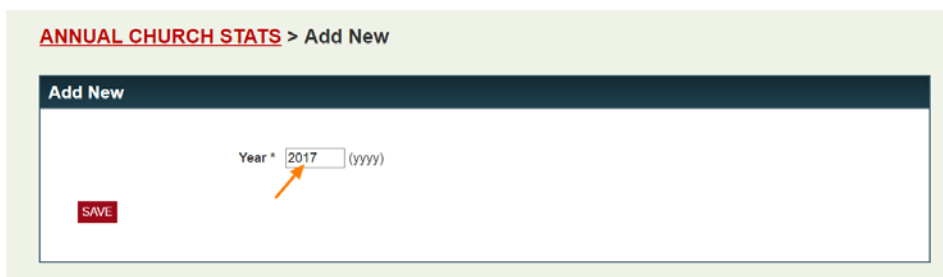 ANNUAL CHURCH STATS > Add New
Add New
Year * 2017 (yyyy)
SAVE